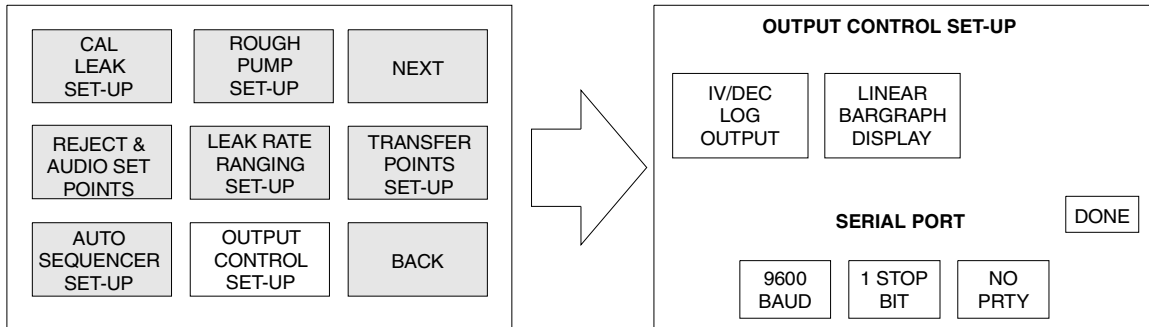 CAL
LEAK
SET-UP
ROUGH
PUMP
SET-UP
NEXT
REJECT &
AUDIO SET
POINTS
LEAK RATE
RANGING
SET-UP
TRANSFER
POINTS
SET-UP
AUTO
SEQUENCER
SET-UP
OUTPUT
CONTROL
SET-UP
BACK
OUTPUT CONTROL SET-UP
IV/DEC
LOG
OUTPUT
LINEAR
BARGRAPH
DISPLAY
SERIAL PORT
DONE
9600
BAUD
1 STOP
BIT
NO
PRTY